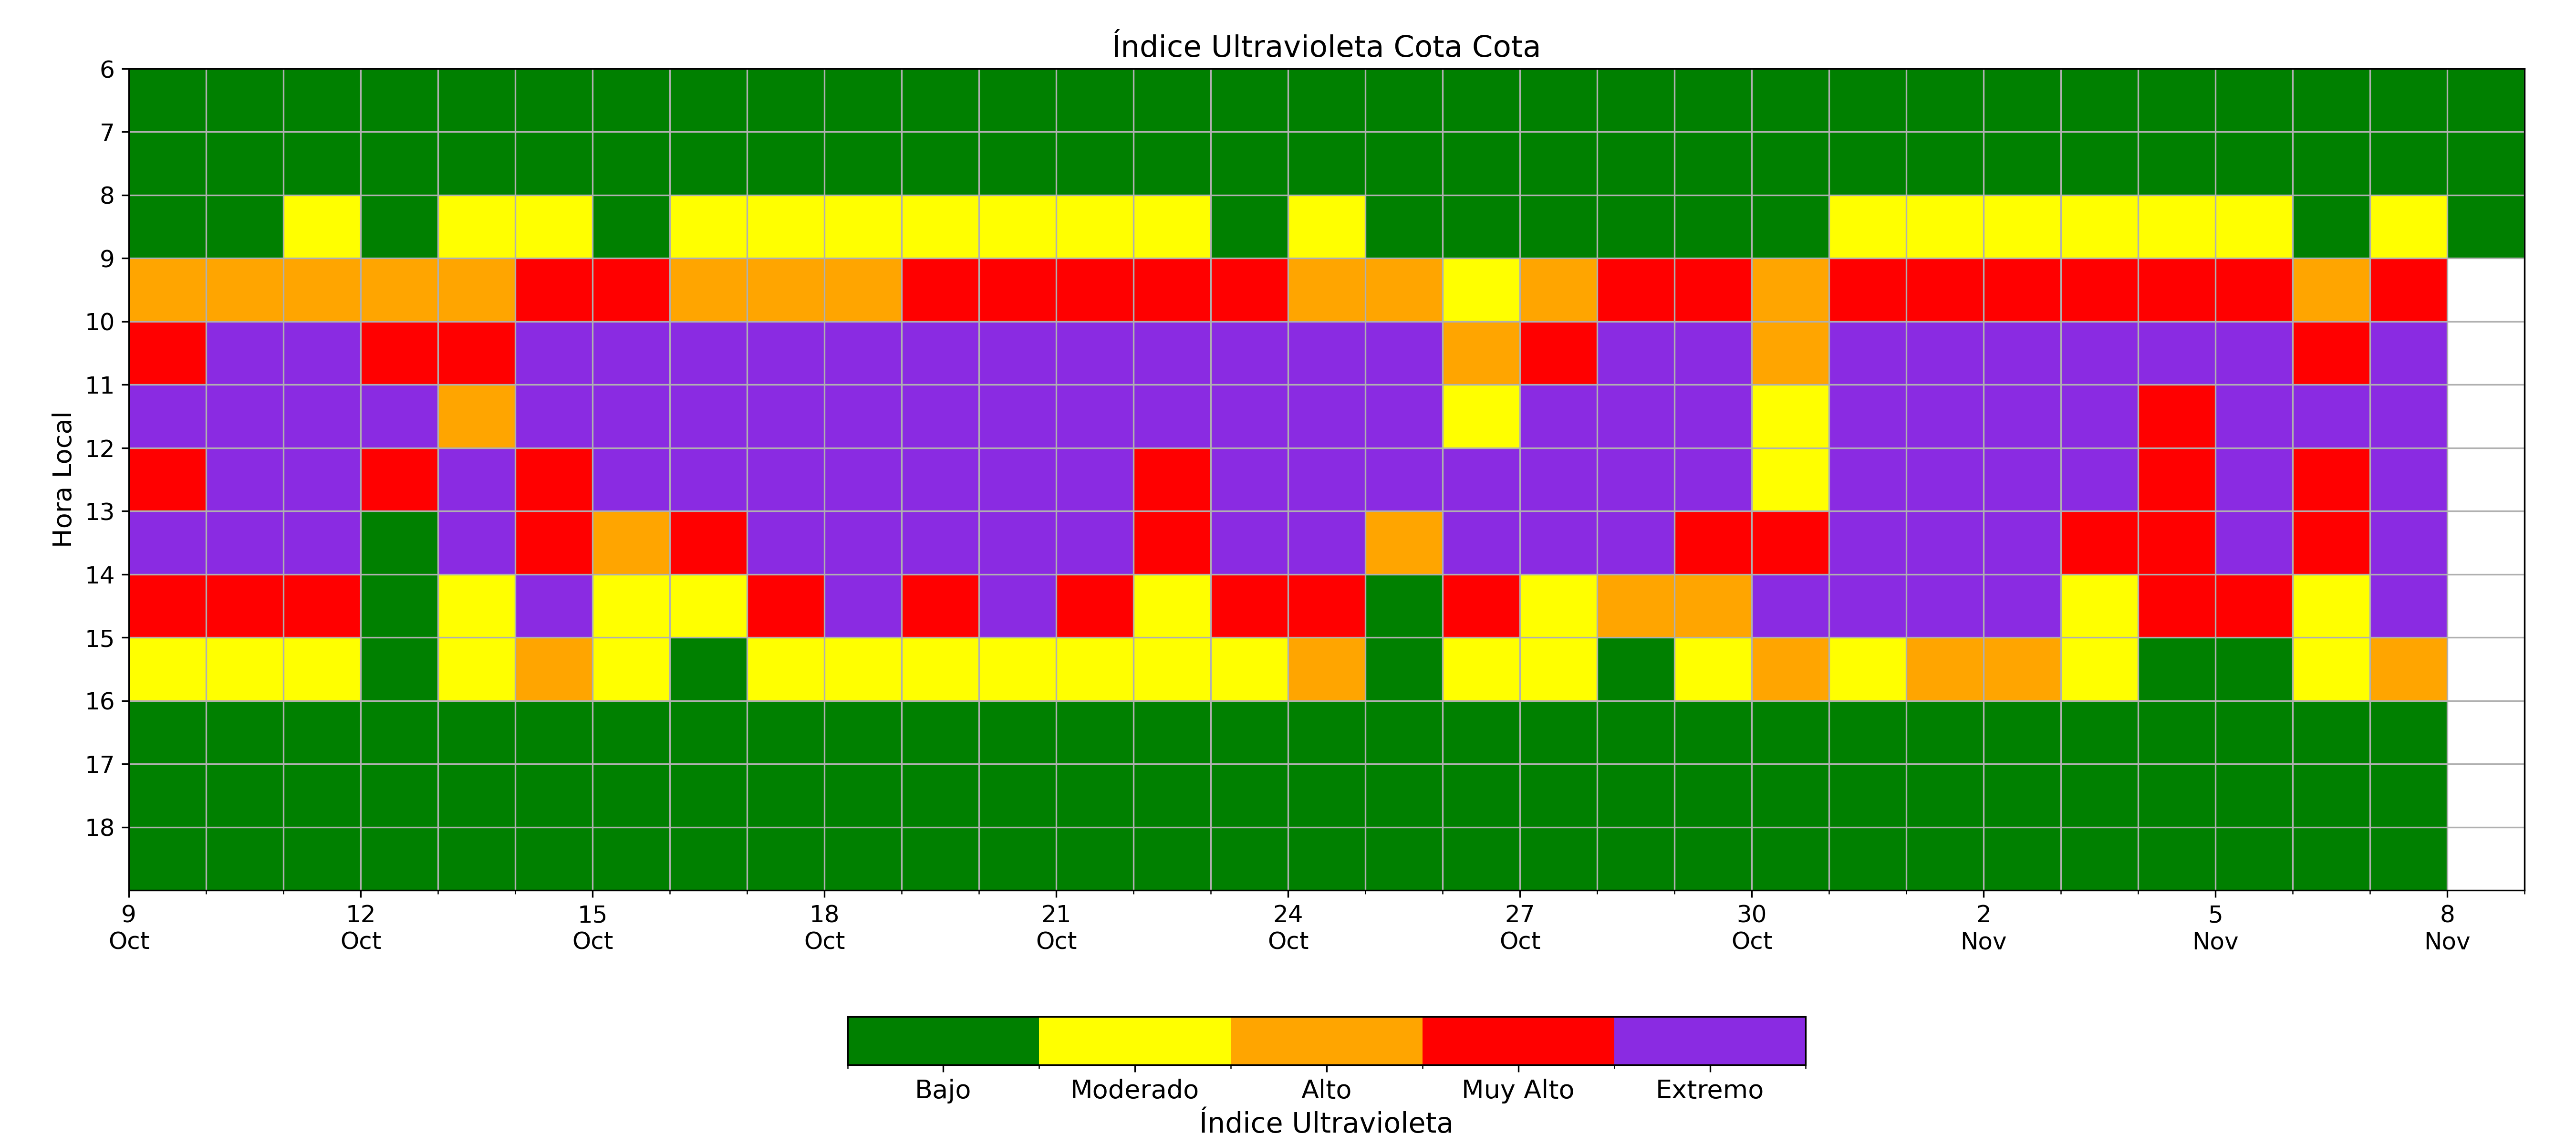 Índice Ultravioleta Cota Cota
Hora Local
6
7
8
9
10
11
12
13
14
15
16
17
18
9 12 15 18 21 24 27 30 2 5 8
Oct Oct Oct Oct Oct Oct Oct Oct Nov Nov Nov
Bajo Moderado Alto Muy Alto Extremo
Índice Ultravioleta